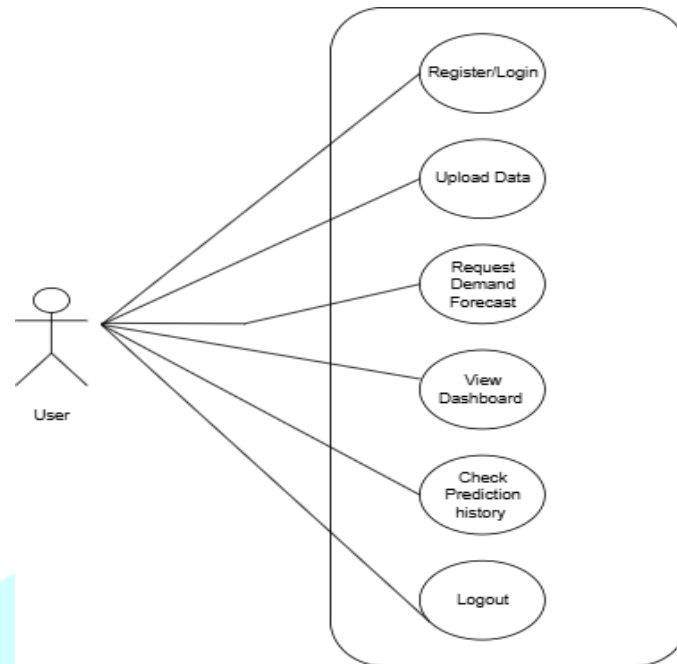 Register/Login
Upload Data
Request
Demand
Forecast
User
View
Dashboard
Check
Prediction
history
Logout